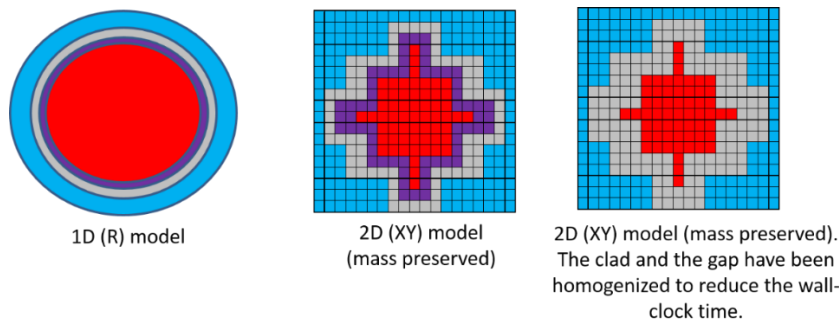 1D (R) model
2D (XY) model
(mass preserved)
2D (XY) model (mass preserved).
The clad and the gap have been
homogenized to reduce the wall-
clock time.